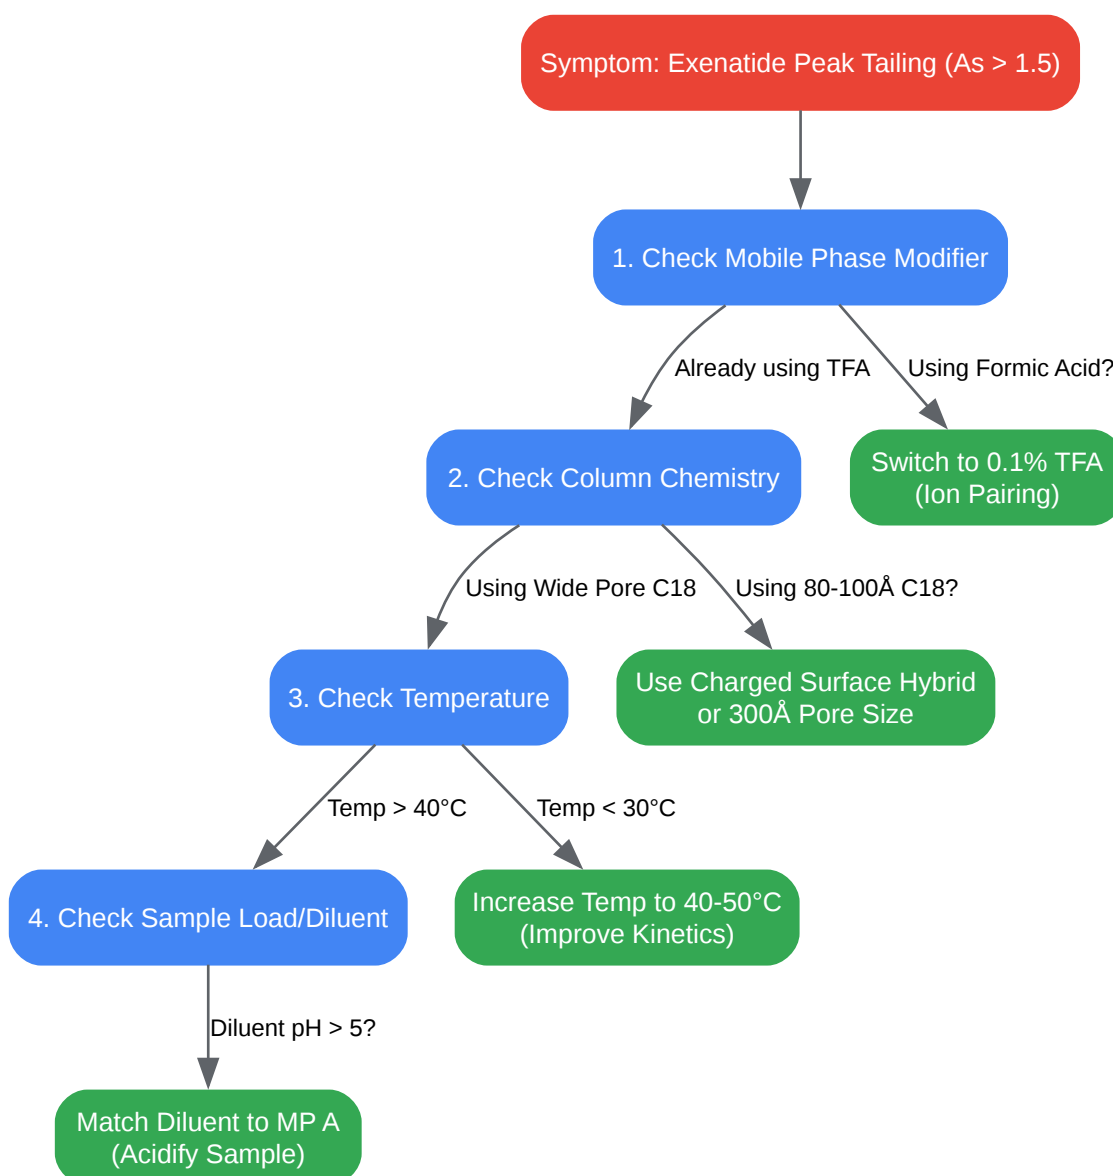 Symptom: Exenatide Peak Tailing (As > 1.5)
1. Check Mobile Phase Modifier
Already using TFA
Using Formic Acid?
2. Check Column Chemistry
Switch to 0.1% TFA
(Ion Pairing)
Using Wide Pore C18
Using 80-100Å C18?
3. Check Temperature
Use Charged Surface Hybrid
or 300Å Pore Size
Temp > 40°C
Temp < 30°C
4. Check Sample Load/Diluent
Increase Temp to 40-50°C
(Improve Kinetics)
Diluent pH > 5?
Match Diluent to MP A
(Acidify Sample)